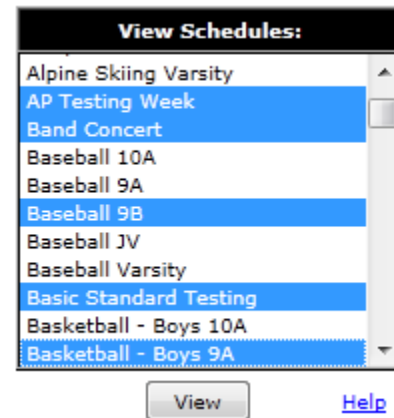 View Schedules:
Alpine Skiing Varsity
AP Testing Week
Band Concert
Baseball 10A
Baseball 9A
Baseball 9B
Baseball JV
Baseball Varsity
Basic Standard Testing
Basketball - Boys 10A
Basketball - Boys 9A
View
Help